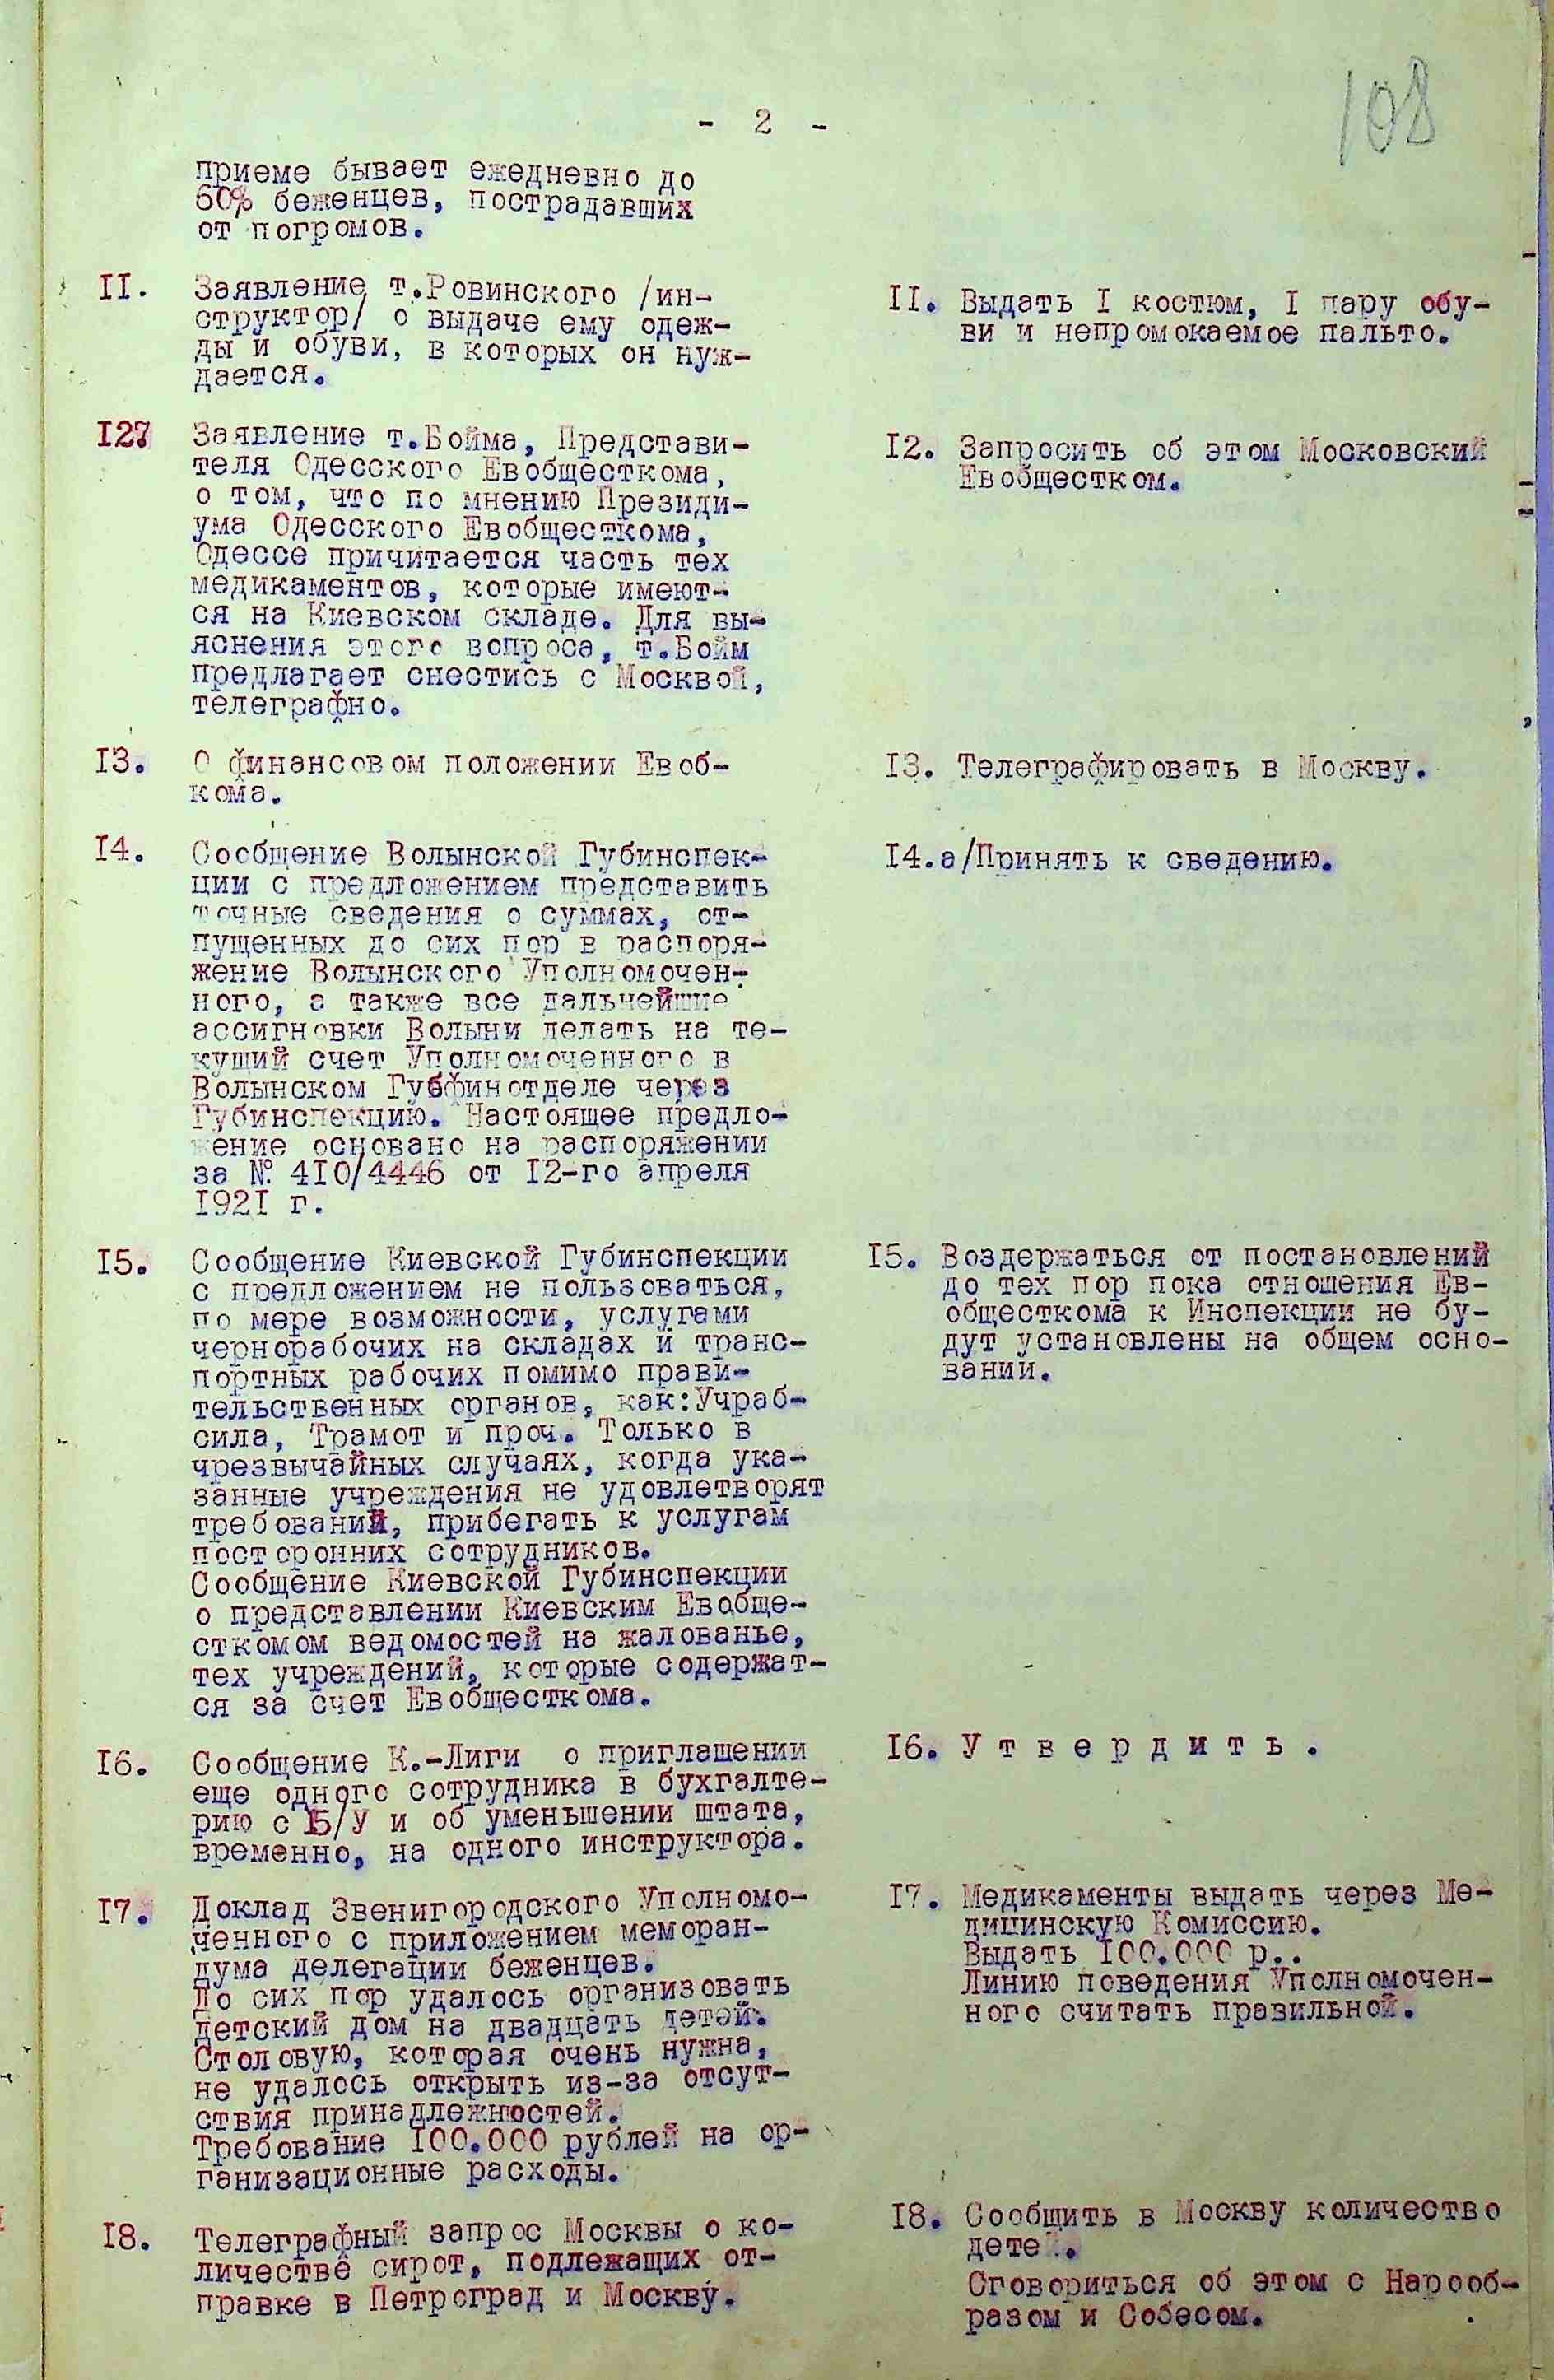 108
- 2 -
приеме бывает ежедневно до
60% беженцев, пострадавших
от погромов.
II.
Заявление т.Ровинского /ин-
структор/ о выдаче ему одеж-
ды и обуви, в которых он нуж-
дается.
II. Выдать I костюм, I пару обу-
ви и непромокаемое пальто.
I27
Заявление т.Бойма, Представи-
теля Одесского Евобщесткома,
о том, что по мнению Президи-
ума Одесского Евобщесткома,
Одессе причитается часть тех
медикаментов, которые имеют-
ся на Киевском складе. Для вы-
яснения этого вопроса, т.Бойм
предлагает снестись с Москвой,
телеграфно.
I2. Запросить об этом Московский
Евобщестком.
I3.
О финансовом положении Евоб-
кома.
I3. Телеграфировать в Москву.
I4.
Сообщение Волынской Губинспек-
ции с предложением представить
точные сведения о суммах, от-
пущенных до сих пор в распоря-
жение Волынского Уполномочен-
ного, а также все дальнейшие
ассигновки Волыни делать на те-
кущий счет Уполномоченного в
Волынском Губфинотделе через
Губинспекцию. Настоящее предло-
жение основано на распоряжении
за №. 4I0/4446 от I2-го апреля
I92I г.
I4.а/Принять к сведению.
I5.
Сообщение Киевской Губинспекции
с предложением не пользоваться,
по мере возможности, услугами
чернорабочих на складах и транс-
портных рабочих помимо прави-
тельственных органов, как:Учраб-
сила, Трамот и проч. Только в
чрезвычайных случаях, когда ука-
занные учреждения не удовлетворят
требований, прибегать к услугам
посторонних сотрудников.
Сообщение Киевской Губинспекции
о представлении Киевским Евобще-
сткомом ведомостей на жалованье,
тех учреждений, которые содержат-
ся за счет Евобщесткома.
I5. Воздержаться от постановлений
до тех пор пока отношения Ев-
общесткома к Инспекции не бу-
дут установлены на общем осно-
вании.
I6.
Сообщение К.-Лиги о приглашении
еще одного сотрудника в бухгалте-
рию с Б/У и об уменьшении штата,
временно, на одного инструктора.
I6. У т в е р д и т ь .
I7.
Доклад Звенигородского Уполномо-
ченного с приложением меморан-
дума делегации беженцев.
До сих пор удалось организовать
детский дом на двадцать детей.
Столовую, которая очень нужна,
не удалось открыть из-за отсут-
ствия принадлежностей.
Требование I00.000 рублей на ор-
ганизационные расходы.
I7. Медикаменты выдать через Ме-
дицинскую Комиссию.
Выдать I00.000 р..
Линию поведения Уполномочен-
ного считать правильной.
I8.
Телеграфный запрос Москвы о ко-
личестве сирот, подлежащих от-
правке в Петроград и Москву.
I8. Сообщить в Москву количество
детей.
Сговориться об этом с Нарооб-
разом и Собесом.